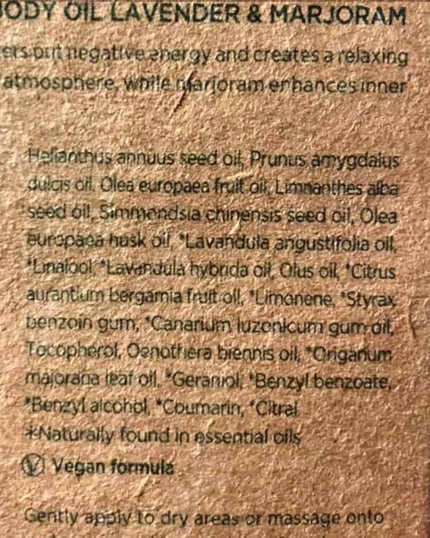 BODY OIL LAVENDER & MARJORAM
ers out negative energy and creates a relaxing
atmosphere, while marjoram enhances inner
Helianthus annuus seed oil, Prunus amygdalus
dulcis oil, Olea europaea fruit oil, Limnanthes alba
seed oil, Simmondsia chinensis seed oil, Olea
europaea husk oil, *Lavandula angustifolia oil,
*Linalool, *Lavandula hybrida oil, Olus oil, *Citrus
aurantium bergamia fruit oil, *Limonene, *Styrax
benzoin gum, *Canarium luzonicum gum oil,
Tocopherol, Oenothera biennis oil, *Origanum
majorana leaf oil, *Geraniol, *Benzyl benzoate,
*Benzyl alcohol, *Coumarin, *Citral
*Naturally found in essential oils
Vegan formula
Gently apply to dry areas or massage onto